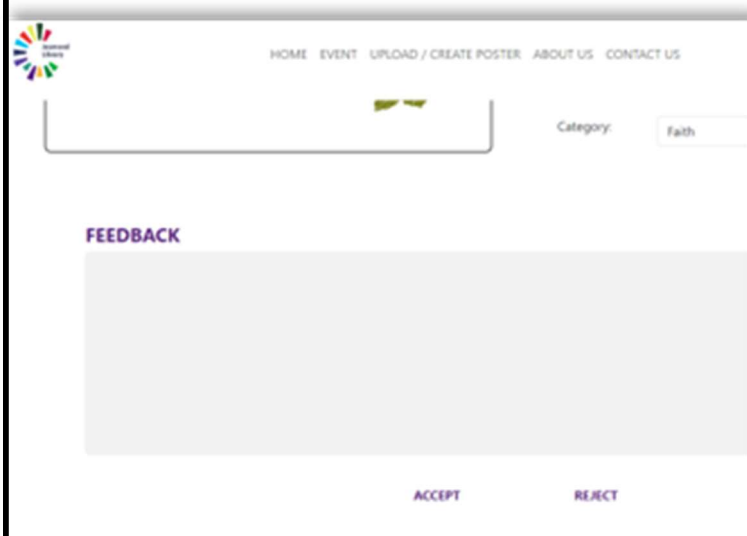 HOME EVENT UPLOAD / CREATE POSTER ABOUT US CONTACT US
Category:
Faith
FEEDBACK
ACCEPT
REJECT